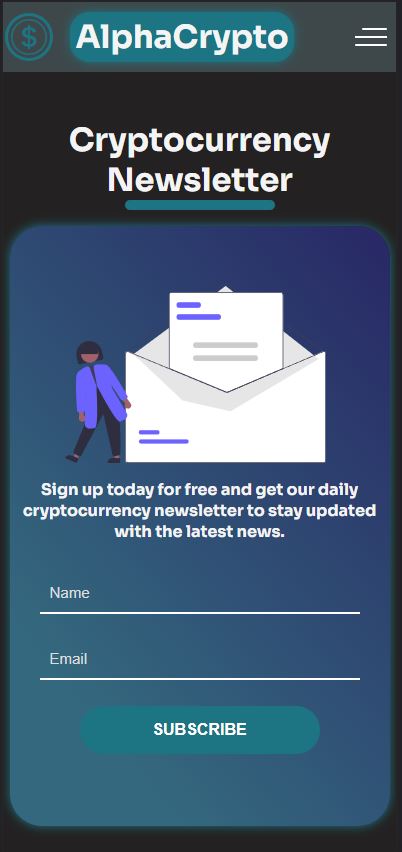 $ AlphaCrypto
Cryptocurrency
Newsletter
Sign up today for free and get our daily
cryptocurrency newsletter to stay updated
with the latest news.
Name
Email
SUBSCRIBE